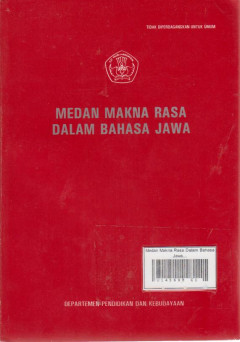 TIDAK DIPERDAGANGKAN UNTUK UMUM
MEDAN MAKNA RASA
DALAM BAHASA JAWA
Medan Makna Rasa Dalam Bahasa
Jawa..
DEPARTEMEN PENDIDIKAN DAN KEBUDAYAAN